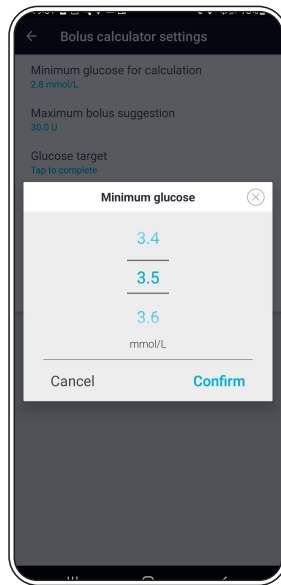 Bolus calculator settings
Minimum glucose for calculation
2.8 mmol/L
Maximum bolus suggestion
30.0 U
Glucose target
Tap to complete
Minimum glucose
3.4
3.5
3.6
mmol/L
Cancel
Confirm